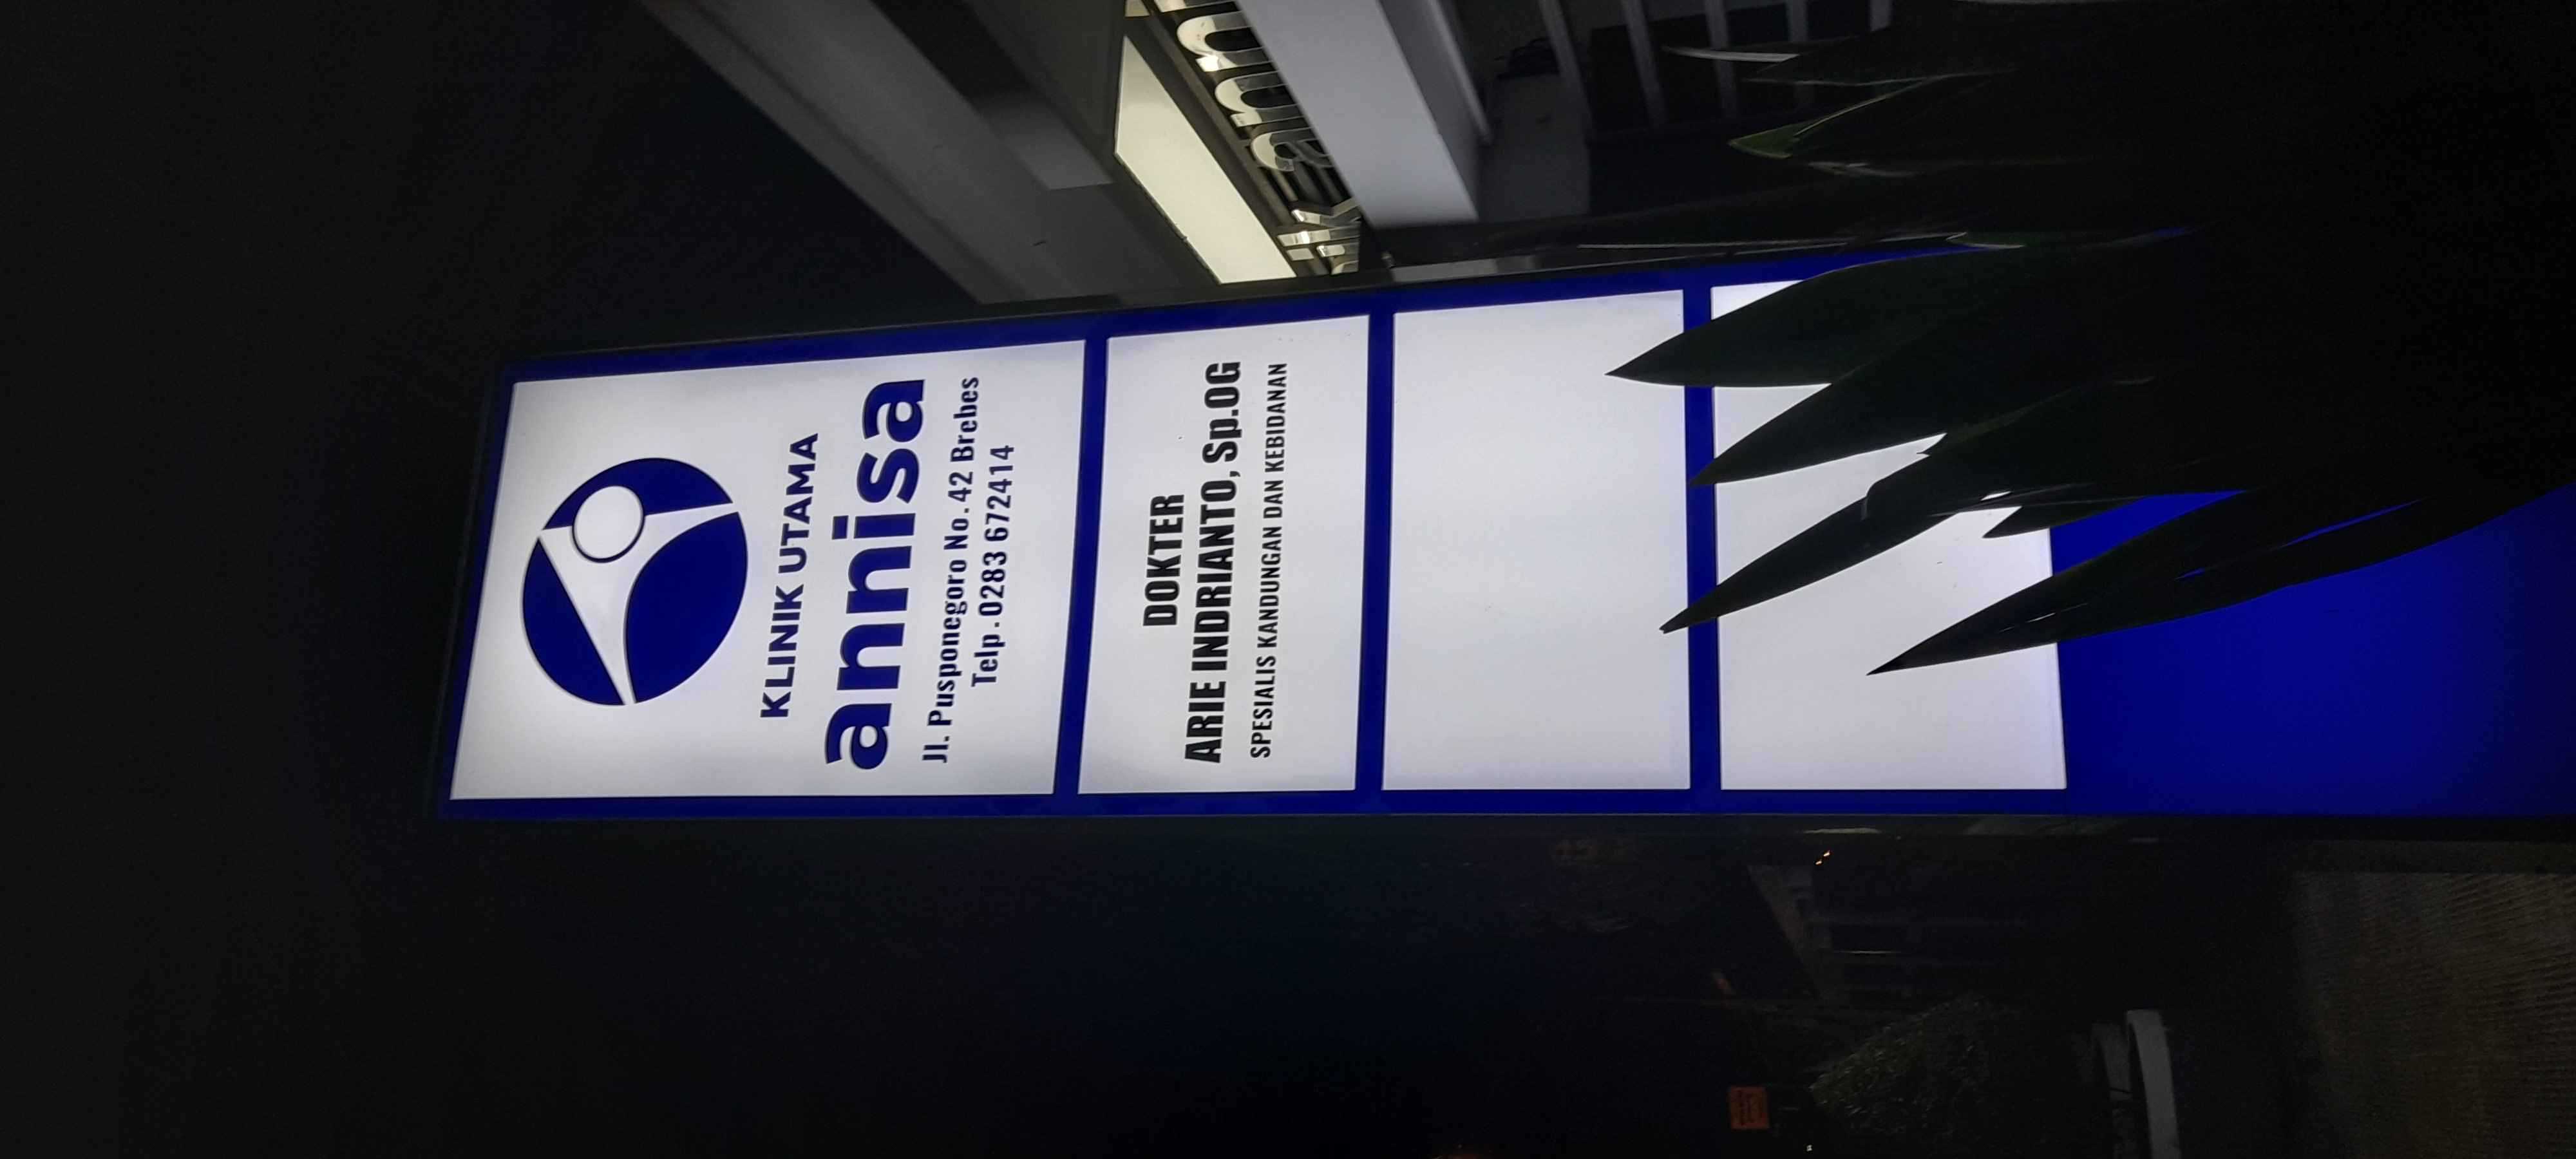 KLINIK UTAMA
annisa
Jl. Pusponegoro No. 42 Brebes
Telp. 0283 672414
DOKTER
ARIE INDRIANTO, Sp.OG
SPESIALIS KANDUNGAN DAN KEBIDANAN